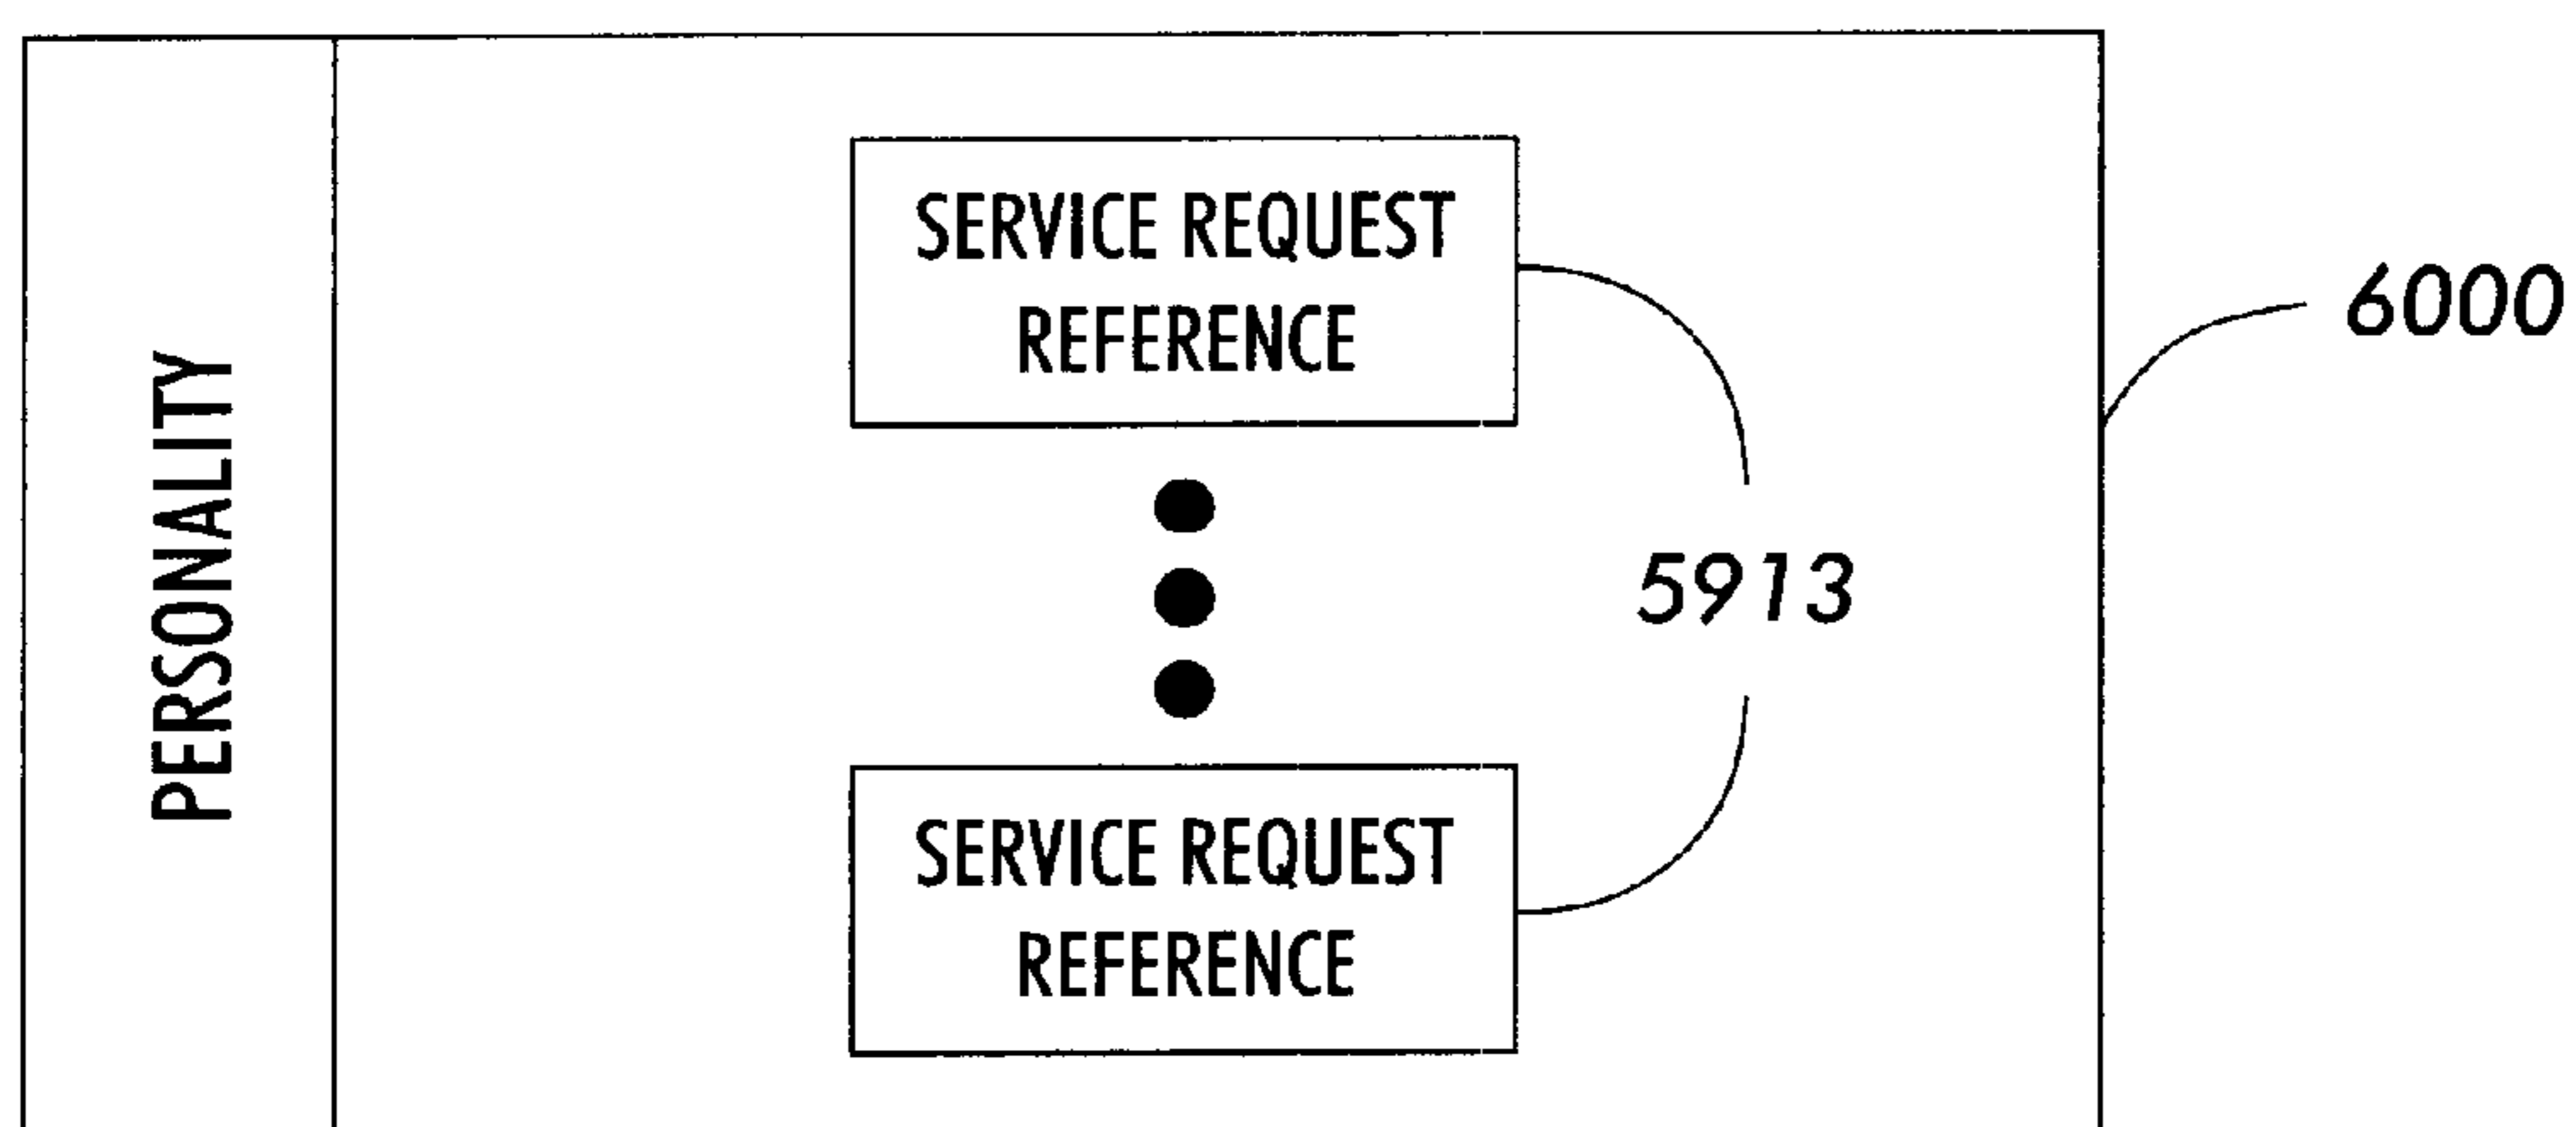 PERSONALITY
SERVICE REQUEST
REFERENCE
6000
5913
SERVICE REQUEST
REFERENCE